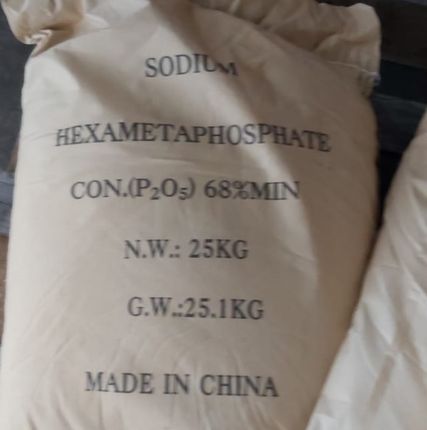 SODIUM
HEXAMETAPHOSPHATE
CON.(P₂O₅) 68%MIN
N.W.: 25KG
G.W.:25.1KG
MADE IN CHINA